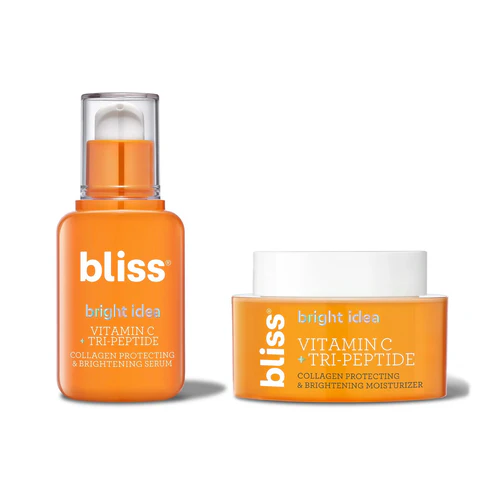 bliss®
bright idea
VITAMIN C
+ TRI-PEPTIDE
COLLAGEN PROTECTING
& BRIGHTENING SERUM
bliss®
bright idea
VITAMIN C
+ TRI-PEPTIDE
COLLAGEN PROTECTING
& BRIGHTENING MOISTURIZER